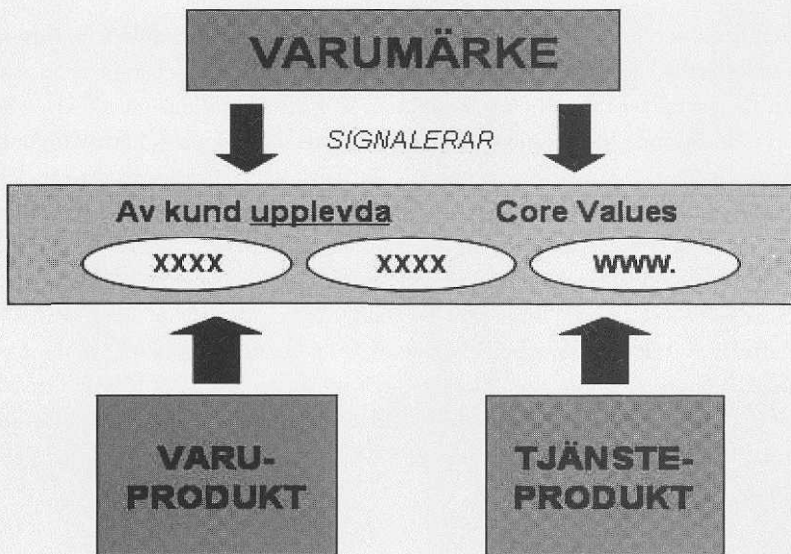 VARUMÄRKE
SIGNALERAR
Av kund upplevda Core Values
XXXX XXXX WWW.
VARU-
PRODUKT
TJÄNSTE-
PRODUKT